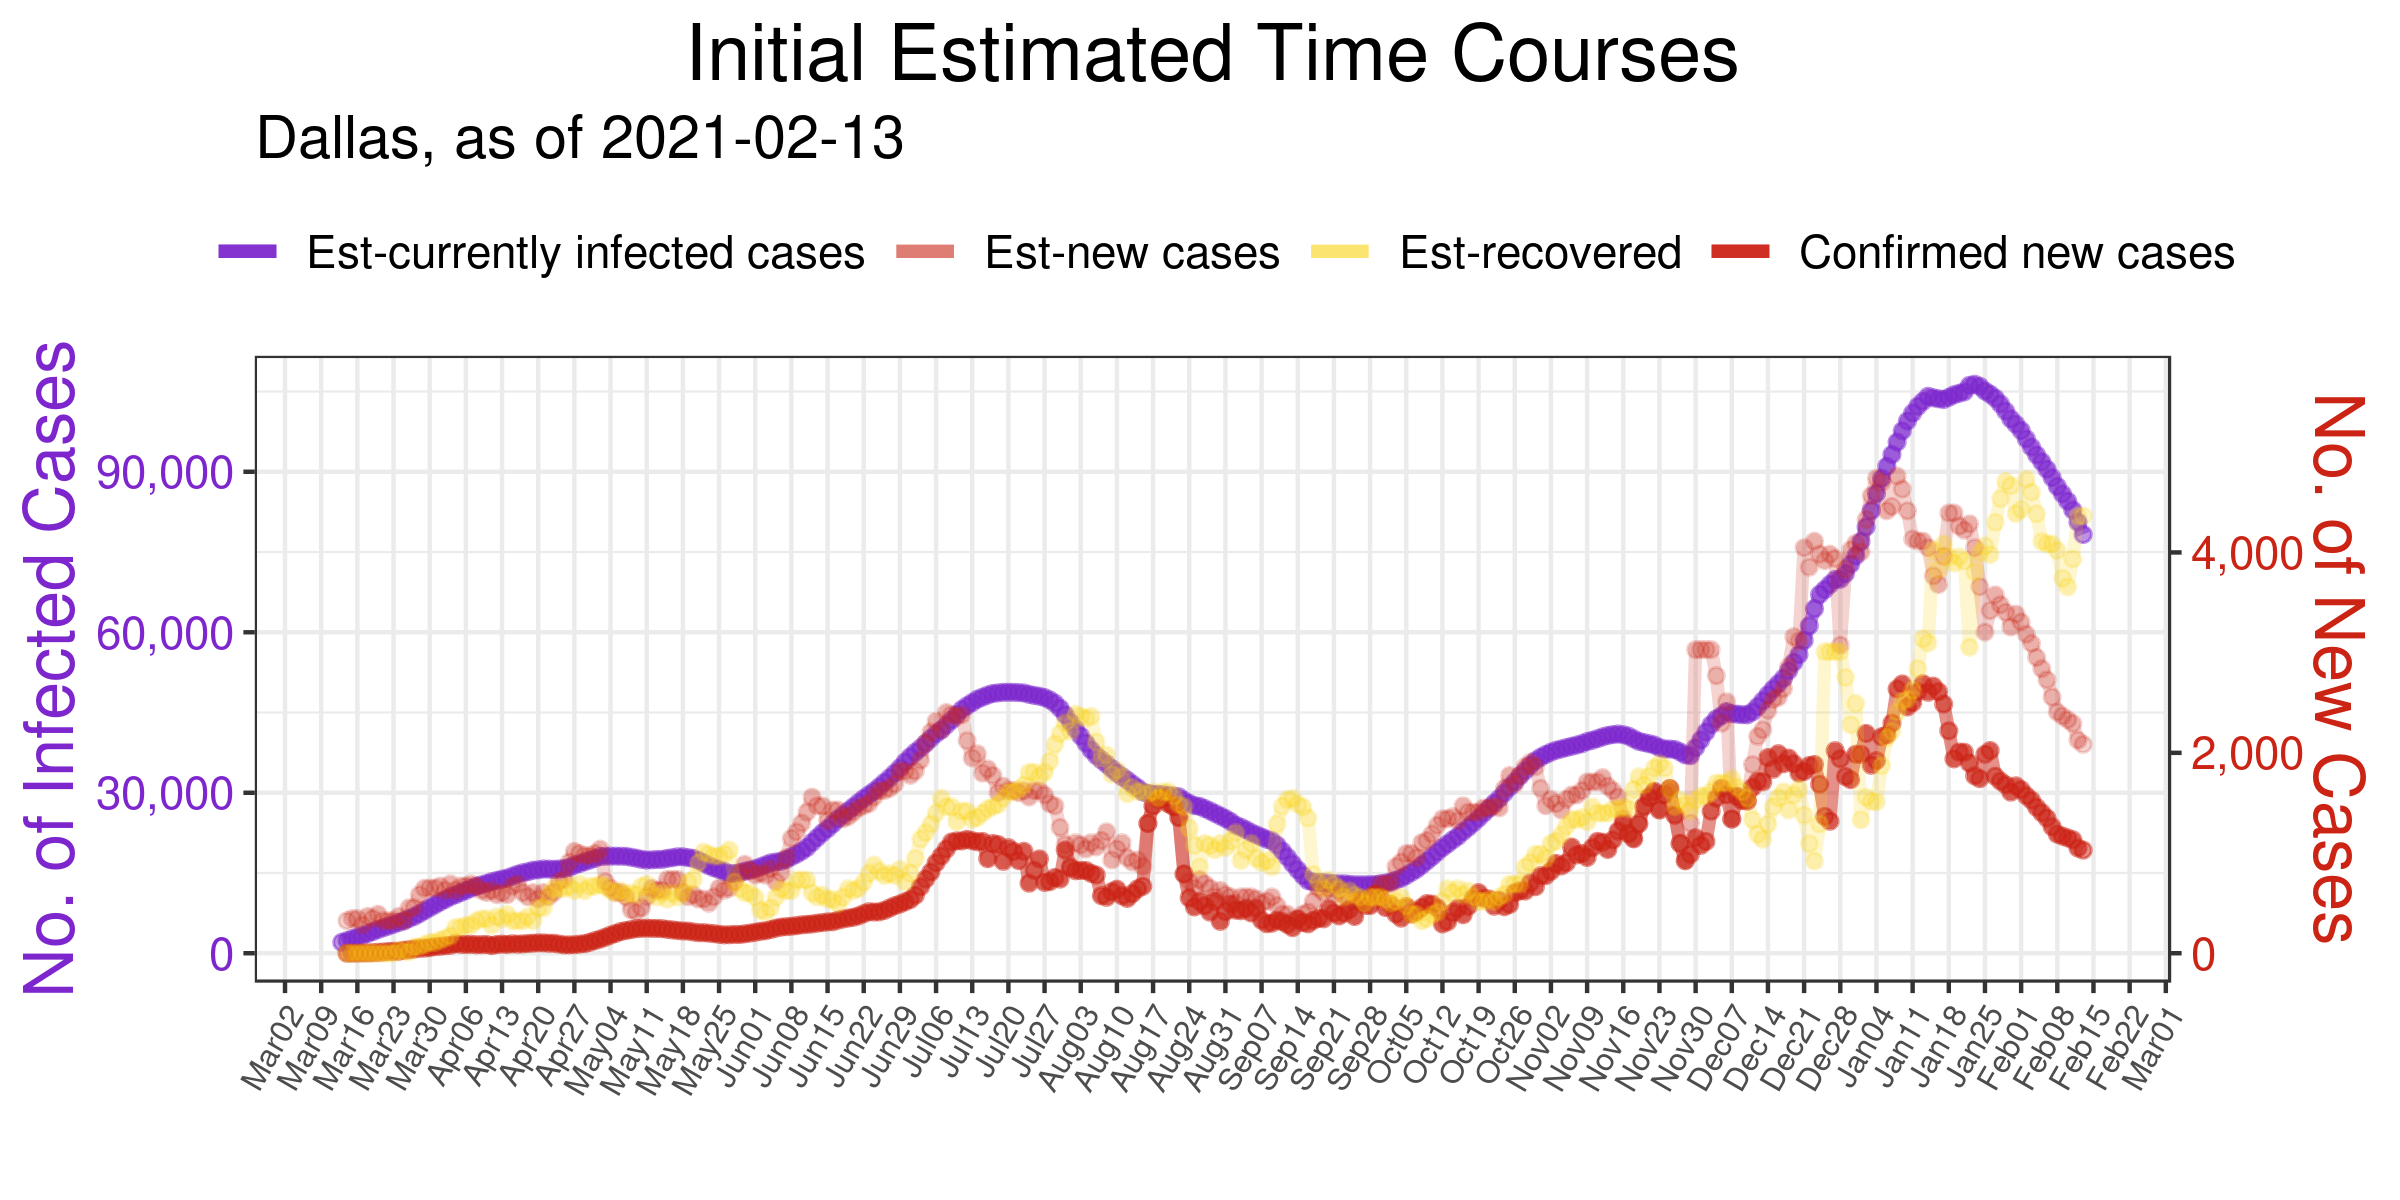 Initial Estimated Time Courses
Dallas, as of 2021-02-13
Est-currently infected cases Est-new cases Est-recovered Confirmed new cases
No. of Infected Cases
90,000
60,000
30,000
0
No. of New Cases
4,000
2,000
0
Mar02 Mar09 Mar16 Mar23 Mar30 Apr06 Apr13 Apr20 Apr27 May04 May11 May18 May25 Jun01 Jun08 Jun15 Jun22 Jun29 Jul06 Jul13 Jul20 Jul27 Aug03 Aug10 Aug17 Aug24 Aug31 Sep07 Sep14 Sep21 Sep28 Oct05 Oct12 Oct19 Oct26 Nov02 Nov09 Nov16 Nov23 Nov30 Dec07 Dec14 Dec21 Dec28 Jan04 Jan11 Jan18 Jan25 Feb01 Feb08 Feb15 Feb22 Mar01